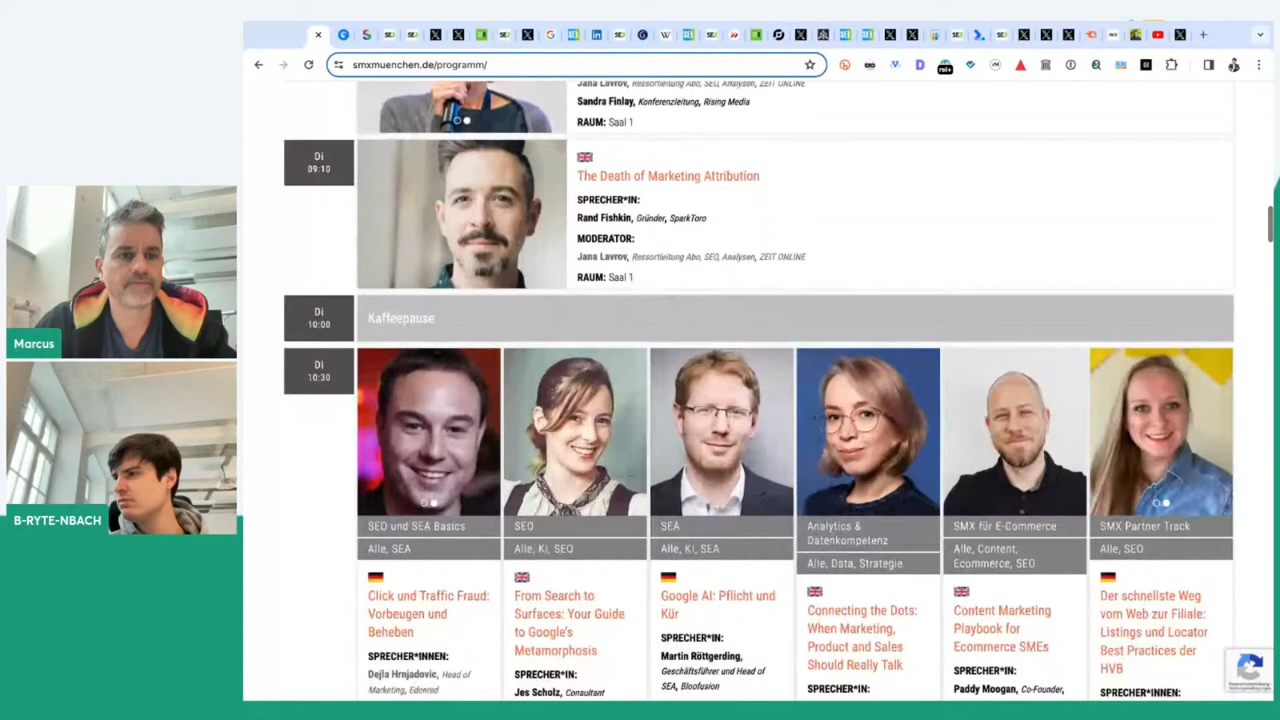 smxmuenchen.de/programm/
Jana Lavrov, Ressortleitung Abo, SEO, Analysen, ZEIT ONLINE
Sandra Finlay, Konferenzleitung, Rising Media
RAUM: Saal 1
Di
09:10
The Death of Marketing Attribution
SPRECHER*IN:
Rand Fishkin, Gründer, SparkToro
MODERATOR:
Jana Lavrov, Ressortleitung Abo, SEO, Analysen, ZEIT ONLINE
RAUM: Saal 1
Marcus
B-RYTE-NBACH
Di
10:00
Kaffeepause
Di
10:30
SEO und SEA Basics
Alle, SEA
Click und Traffic Fraud:
Vorbeugen und
Beheben
SPRECHER*INNEN:
Dejla Hrnjadovic, Head of
Marketing, Edenred
SEO
Alle, KI, SEO
From Search to
Surfaces: Your Guide
to Google's
Metamorphosis
SPRECHER*IN:
Jes Scholz, Consultant
SEA
Alle, KI, SEA
Google AI: Pflicht und
Kür
SPRECHER*IN:
Martin Röttgerding,
Geschäftsführer und Head of
SEA, Bloofusion
Analytics &
Datenkompetenz
Alle, Data, Strategie
Connecting the Dots:
When Marketing,
Product and Sales
Should Really Talk
SPRECHER*IN:
SMX für E-Commerce
Alle, Content,
Ecommerce, SEO
Content Marketing
Playbook for
Ecommerce SMEs
SPRECHER*IN:
Paddy Moogan, Co-Founder,
SMX Partner Track
Alle, SEO
Der schnellste Weg
vom Web zur Filiale:
Listings und Locator
Best Practices der
HVB
SPRECHER*INNEN: